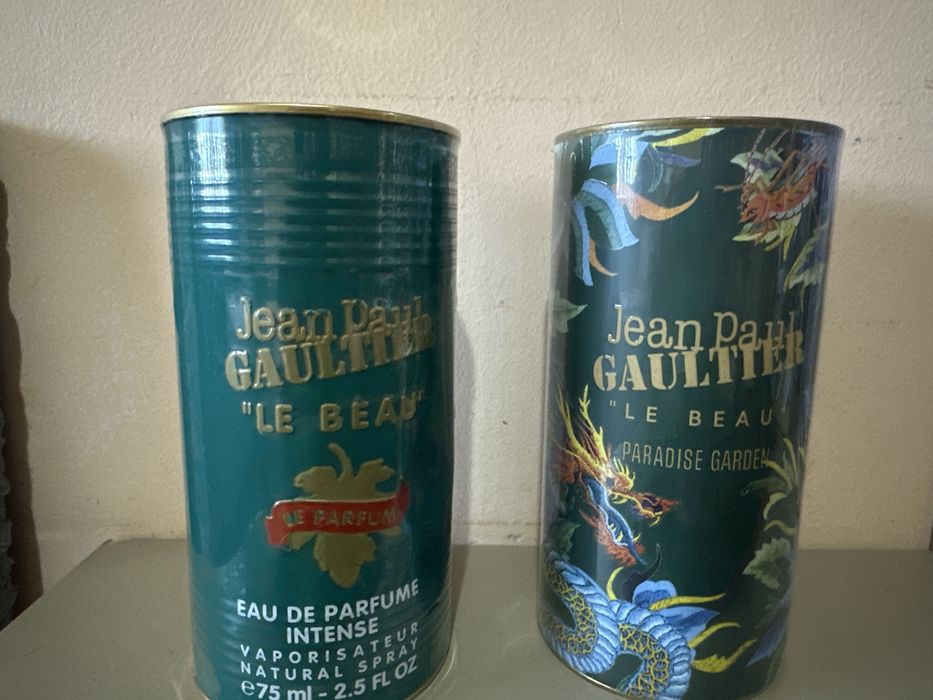 Jean Paul
GAULTIER
"LE BEAU"
LE PARFUM
EAU DE PARFUME
INTENSE
VAPORISATEUR
NATURAL SPRAY
e75 ml - 2.5 FL OZ
Jean Paul
GAULTIER
"LE BEAU
PARADISE GARDEN